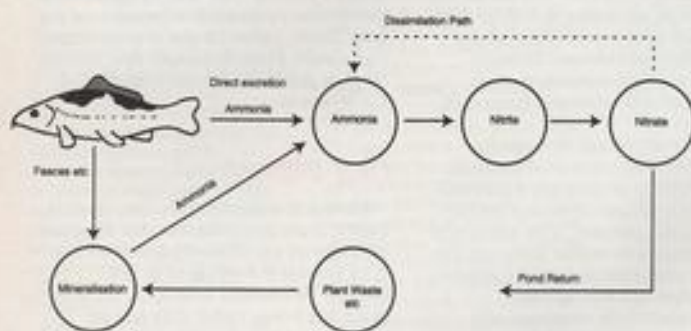 Dissimilation Path
Direct excretion
Ammonia
Ammonia
Nitrite
Nitrate
Faeces etc
Ammonia
Mineralisation
Plant Waste
etc
Pond Return